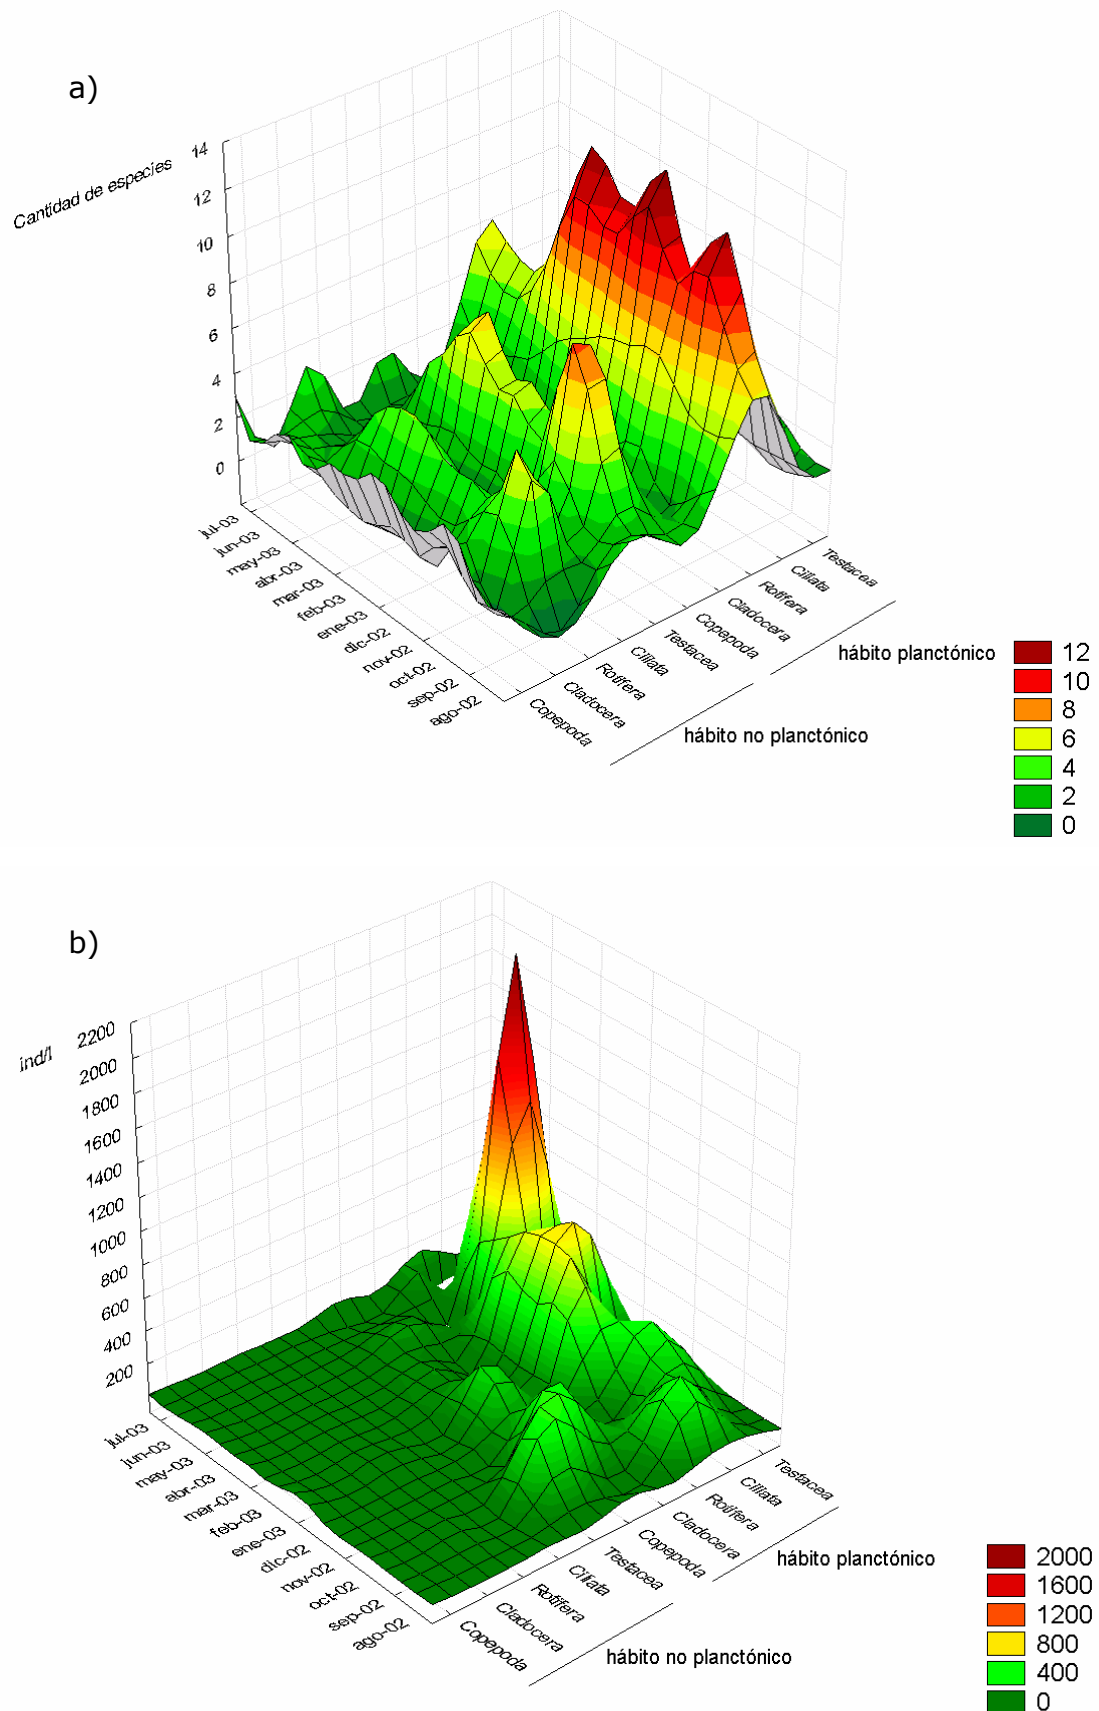 a)
Cantidad de especies
14
12
10
8
6
4
2
0
jul-03
jun-03
may-03
abr-03
mar-03
feb-03
ene-03
dic-02
nov-02
oct-02
sep-02
ago-02
Copepoda
Cladocera
Rotífera
Ciliata
Testacea
Copepoda
Cladocera
Rotífera
Ciliata
Testacea
hábito no planctónico
hábito planctónico
12
10
8
6
4
2
0
b)
ind/l
2200
2000
1800
1600
1400
1200
1000
800
600
400
200
jul-03
jun-03
may-03
abr-03
mar-03
feb-03
ene-03
dic-02
nov-02
oct-02
sep-02
ago-02
Copepoda
Cladocera
Rotífera
Ciliata
Testacea
Copepoda
Cladocera
Rotífera
Ciliata
Testacea
hábito no planctónico
hábito planctónico
2000
1600
1200
800
400
0